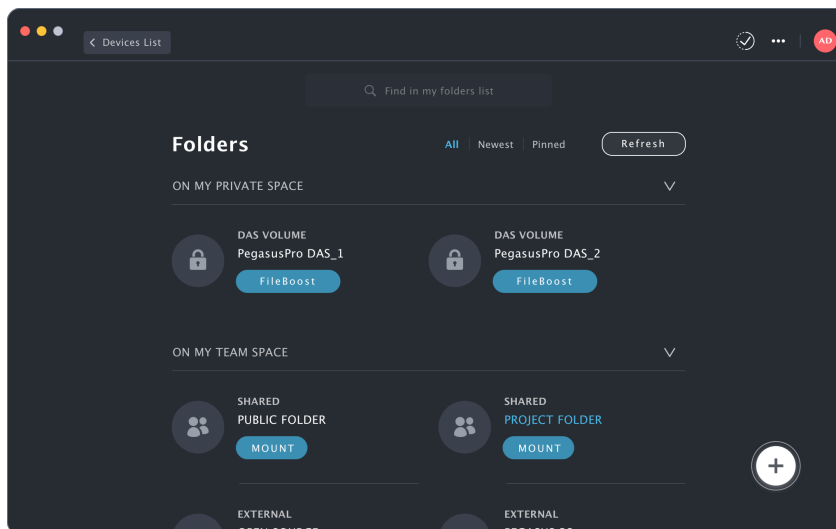 Devices List
AD
Find in my folders list
Folders
All
Newest
Pinned
Refresh
ON MY PRIVATE SPACE
DAS VOLUME
PegasusPro DAS_1
FileBoost
DAS VOLUME
PegasusPro DAS_2
FileBoost
ON MY TEAM SPACE
SHARED
PUBLIC FOLDER
MOUNT
SHARED
PROJECT FOLDER
MOUNT
EXTERNAL
EXTERNAL